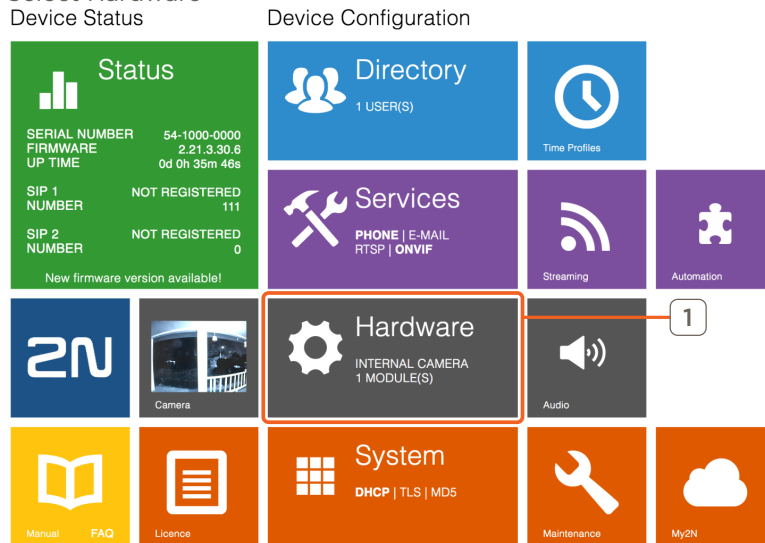 Select Hardware
Device Status
Device Configuration
Status
SERIAL NUMBER 54-1000-0000
FIRMWARE 2.21.3.30.6
UP TIME 0d 0h 35m 46s
SIP 1 NOT REGISTERED
NUMBER 111
SIP 2 NOT REGISTERED
NUMBER 0
New firmware version available!
Directory
1 USER(S)
Time Profiles
Services
PHONE | E-MAIL
RTSP | ONVIF
Streaming
Automation
2N
Camera
Hardware
INTERNAL CAMERA
1 MODULE(S)
Audio
1
Manual FAQ
Licence
System
DHCP | TLS | MD5
Maintenance
My2N